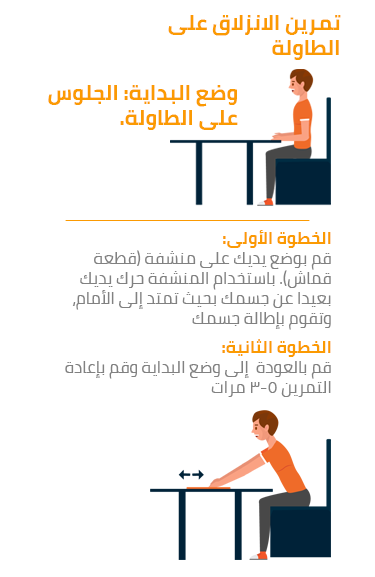 تمرين الانزلاق على
الطاولة
وضع البداية: الجلوس
على الطاولة.
الخطوة الأولى:
قم بوضع يديك على منشفة (قطعة
قماش). باستخدام المنشفة حرك يديك
بعيدا عن جسمك بحيث تمتد إلى الأمام،
وتقوم بإطالة جسمك
الخطوة الثانية:
قم بالعودة إلى وضع البداية وقم بإعادة
التمرين ٥-٣ مرات